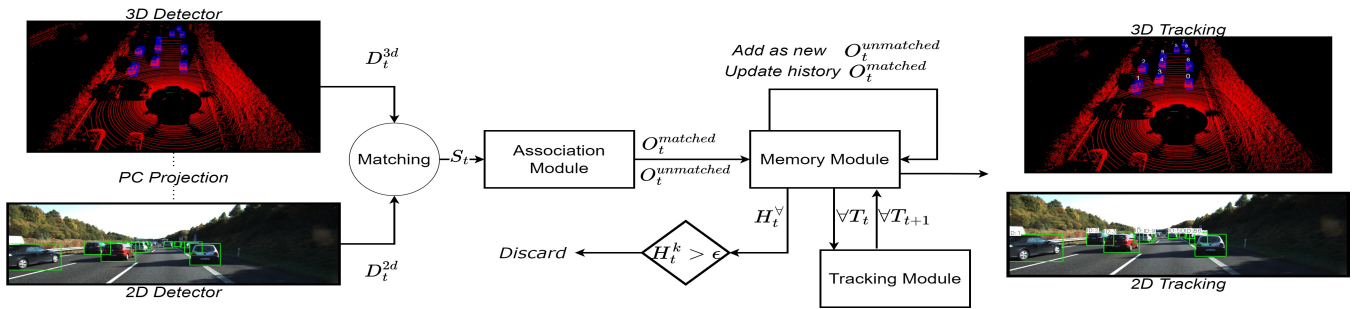 3D Detector
D_t^{3d}
PC Projection
D_t^{2d}
2D Detector
Matching
S_t
Association
Module
O_t^{matched}
O_t^{unmatched}
Add as new O_t^{unmatched}
Update history O_t^{matched}
Memory Module
H_t^∀
∀T_t
∀T_{t+1}
H_t^k > ϵ
Discard
Tracking Module
3D Tracking
2D Tracking